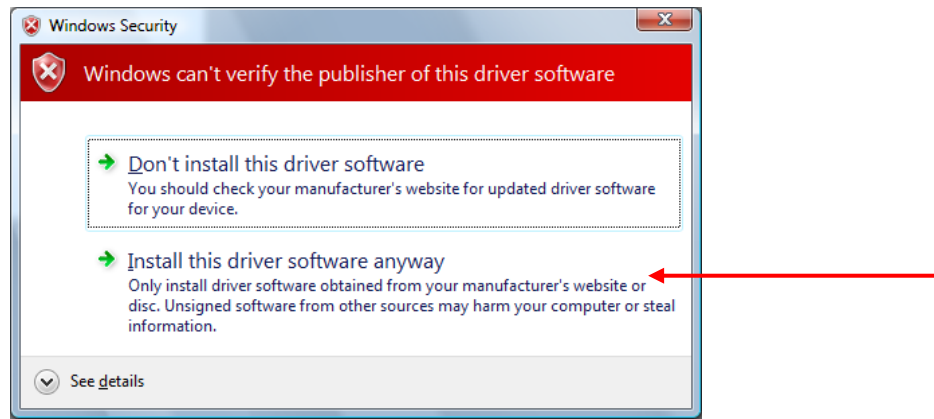 Windows Security
Windows can't verify the publisher of this driver software
Don't install this driver software
You should check your manufacturer's website for updated driver software
for your device.
Install this driver software anyway
Only install driver software obtained from your manufacturer's website or
disc. Unsigned software from other sources may harm your computer or steal
information.
See details